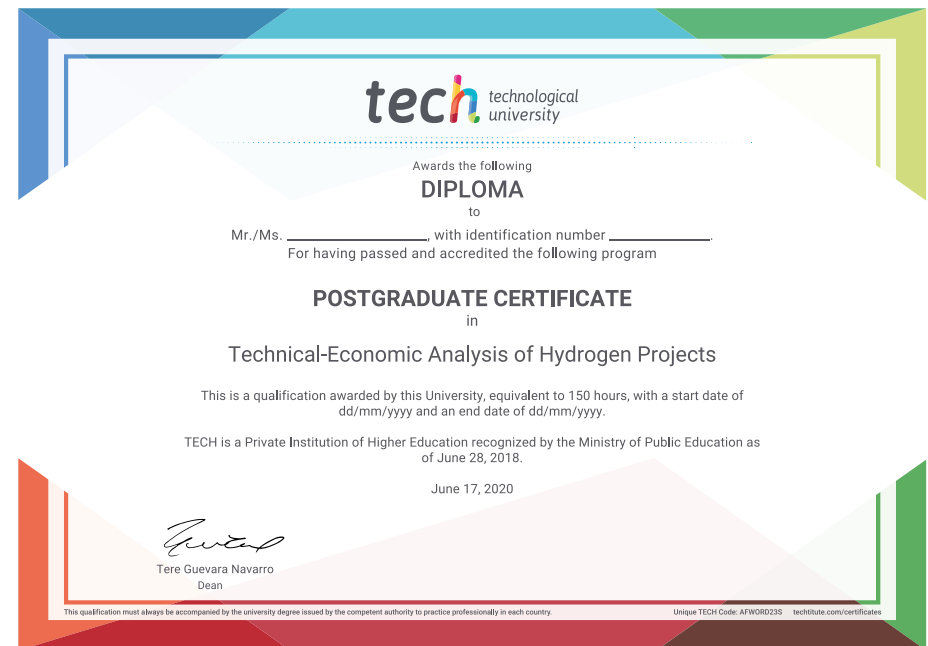 tech technological
university
Awards the following
DIPLOMA
to
Mr./Ms. ____________________, with identification number ______________.
For having passed and accredited the following program
POSTGRADUATE CERTIFICATE
in
Technical-Economic Analysis of Hydrogen Projects
This is a qualification awarded by this University, equivalent to 150 hours, with a start date of
dd/mm/yyyy and an end date of dd/mm/yyyy.
TECH is a Private Institution of Higher Education recognized by the Ministry of Public Education as
of June 28, 2018.
June 17, 2020
Tere Guevara Navarro
Dean
This qualification must always be accompanied by the university degree issued by the competent authority to practice professionally in each country.
Unique TECH Code: AFWORD23S techtitute.com/certificates